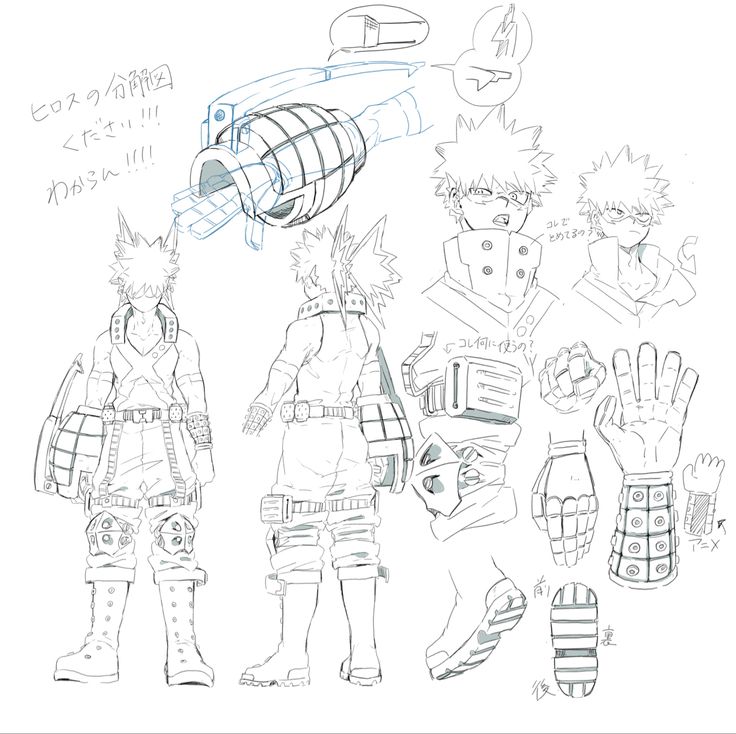 ヒロスの分解図
ください!!!
わからん!!!!
コレで
とめてるの?
コレ何に使うの?
アニメ
前
裏
後